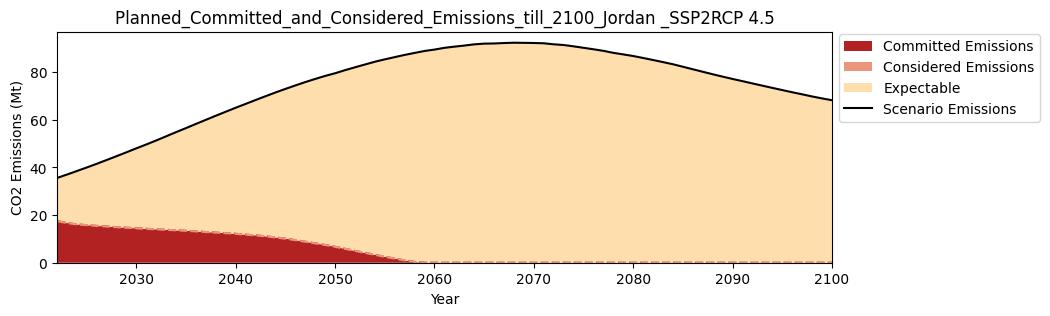 Planned_Committed_and_Considered_Emissions_till_2100_Jordan _SSP2RCP 4.5
CO2 Emissions (Mt)
80
60
40
20
0
2030 2040 2050 2060 2070 2080 2090 2100
Year
Committed Emissions
Considered Emissions
Expectable
Scenario Emissions